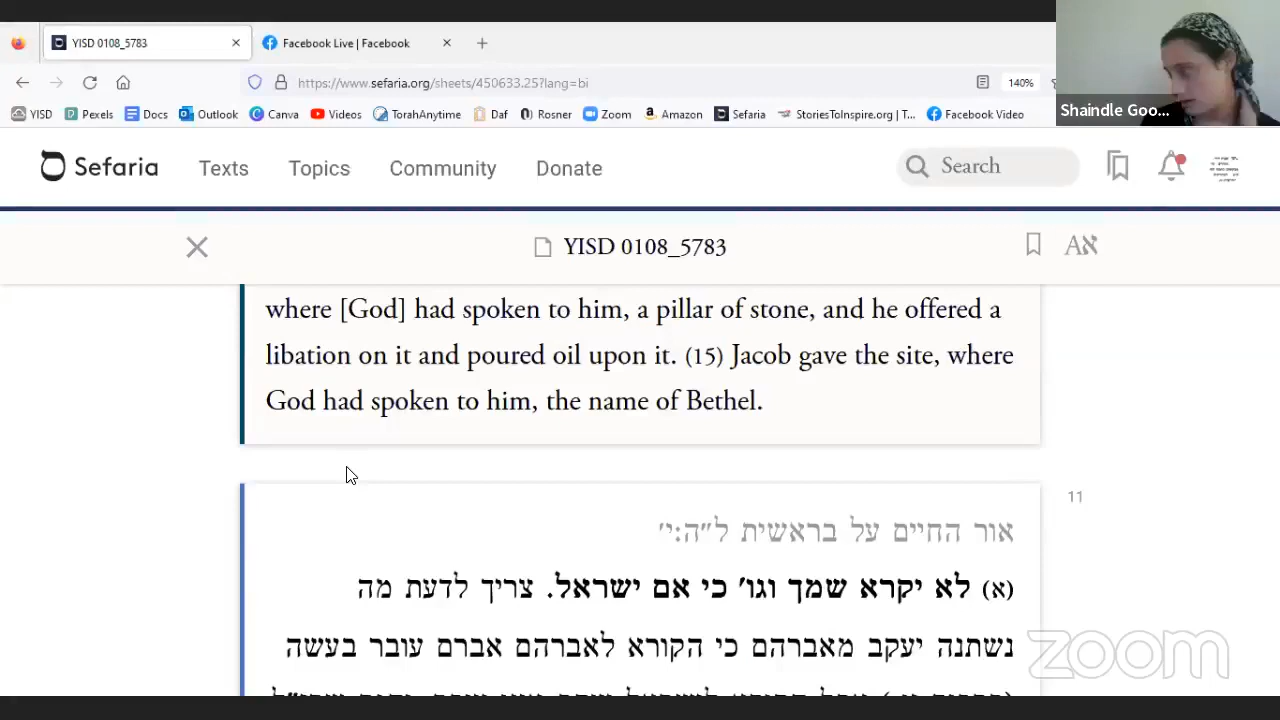 YISD 0108_5783
Facebook Live | Facebook
https://www.sefaria.org/sheets/450633.25?lang=bi
140%
YISD Pexels Docs Outlook Canva Videos TorahAnytime Daf Rosner Zoom Amazon Sefaria StoriesToInspire.org | T... Facebook Video
Shaindle Goo...
Sefaria Texts Topics Community Donate Search
YISD 0108_5783
אA
where [God] had spoken to him, a pillar of stone, and he offered a
libation on it and poured oil upon it. (15) Jacob gave the site, where
God had spoken to him, the name of Bethel.
11
אור החיים על בראשית ל״ה:י׳
(א) לא יקרא שמך וגו' כי אם ישראל. צריך לדעת מה
נשתנה יעקב מאברהם כי הקורא לאברהם אברם עובר בעשה
zoom